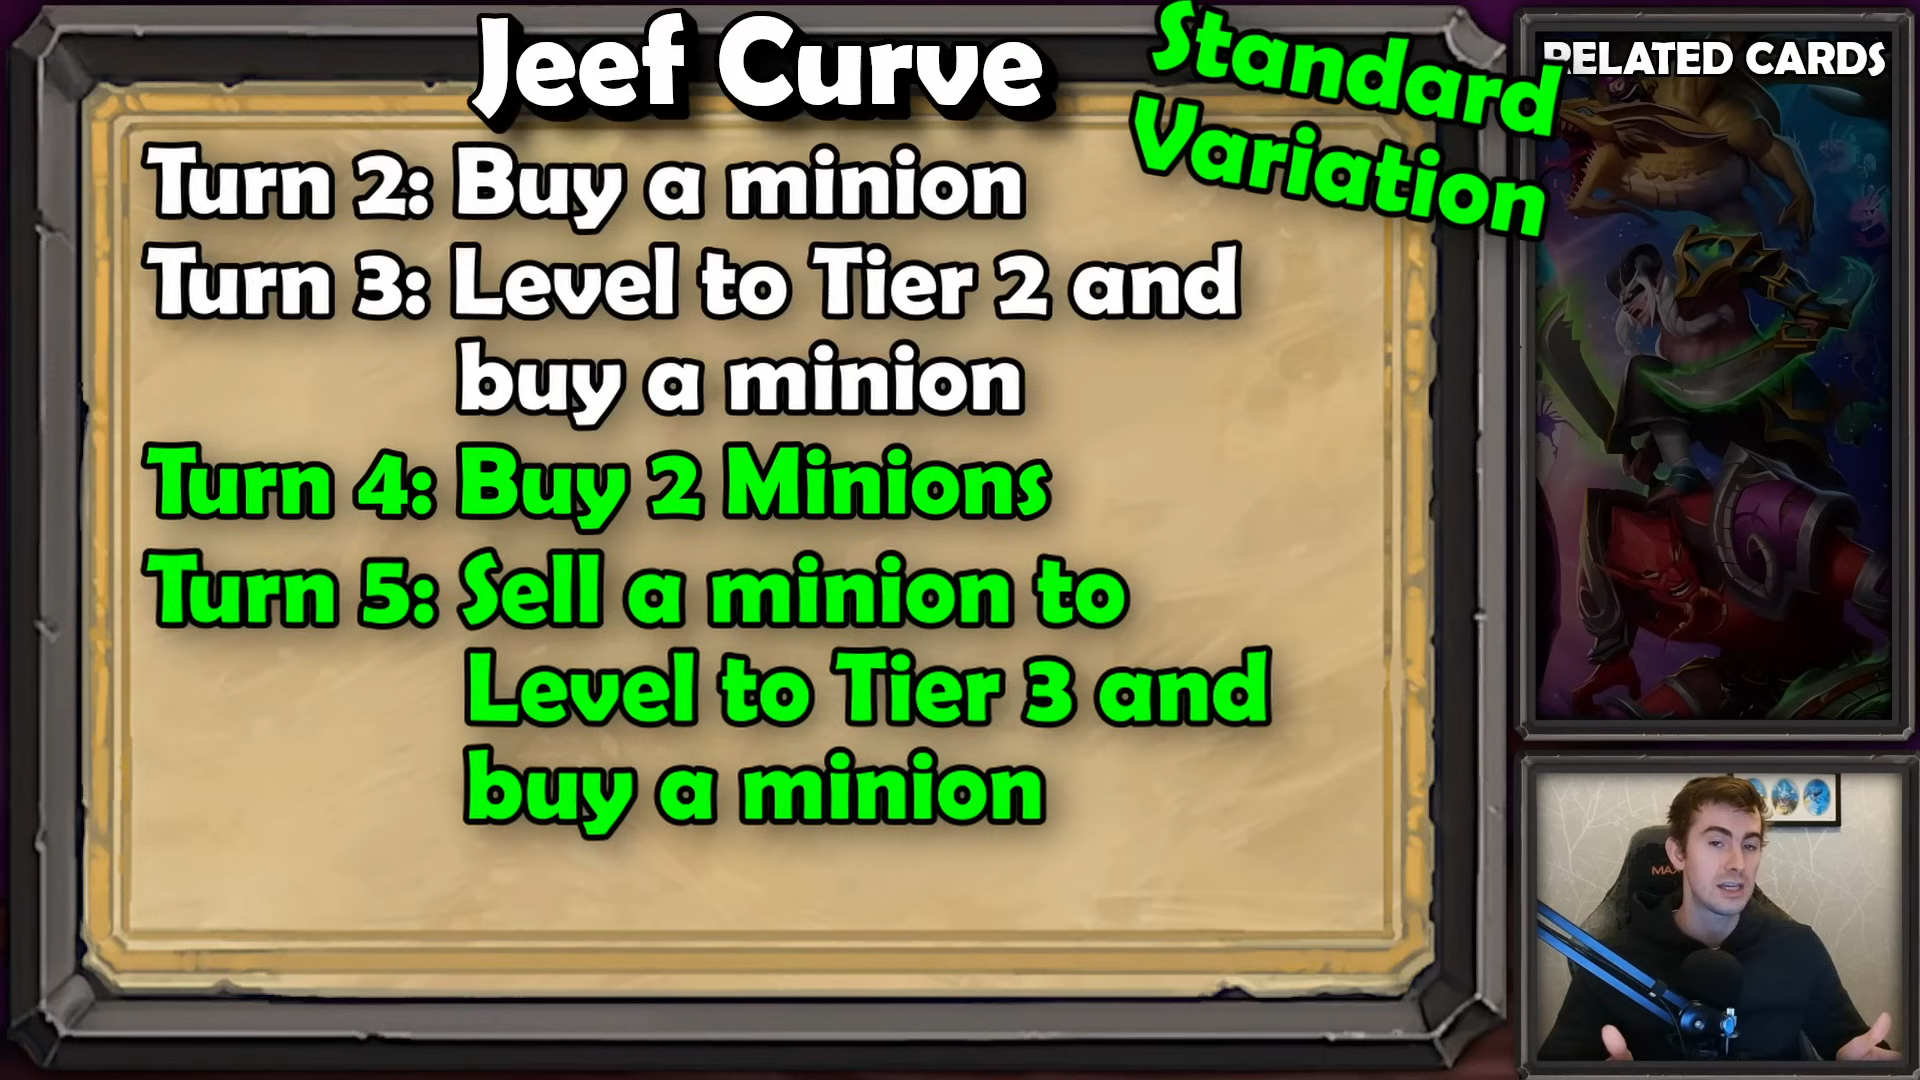 Jeef Curve
Standard
Variation
RELATED CARDS
Turn 2: Buy a minion
Turn 3: Level to Tier 2 and
buy a minion
Turn 4: Buy 2 Minions
Turn 5: Sell a minion to
Level to Tier 3 and
buy a minion